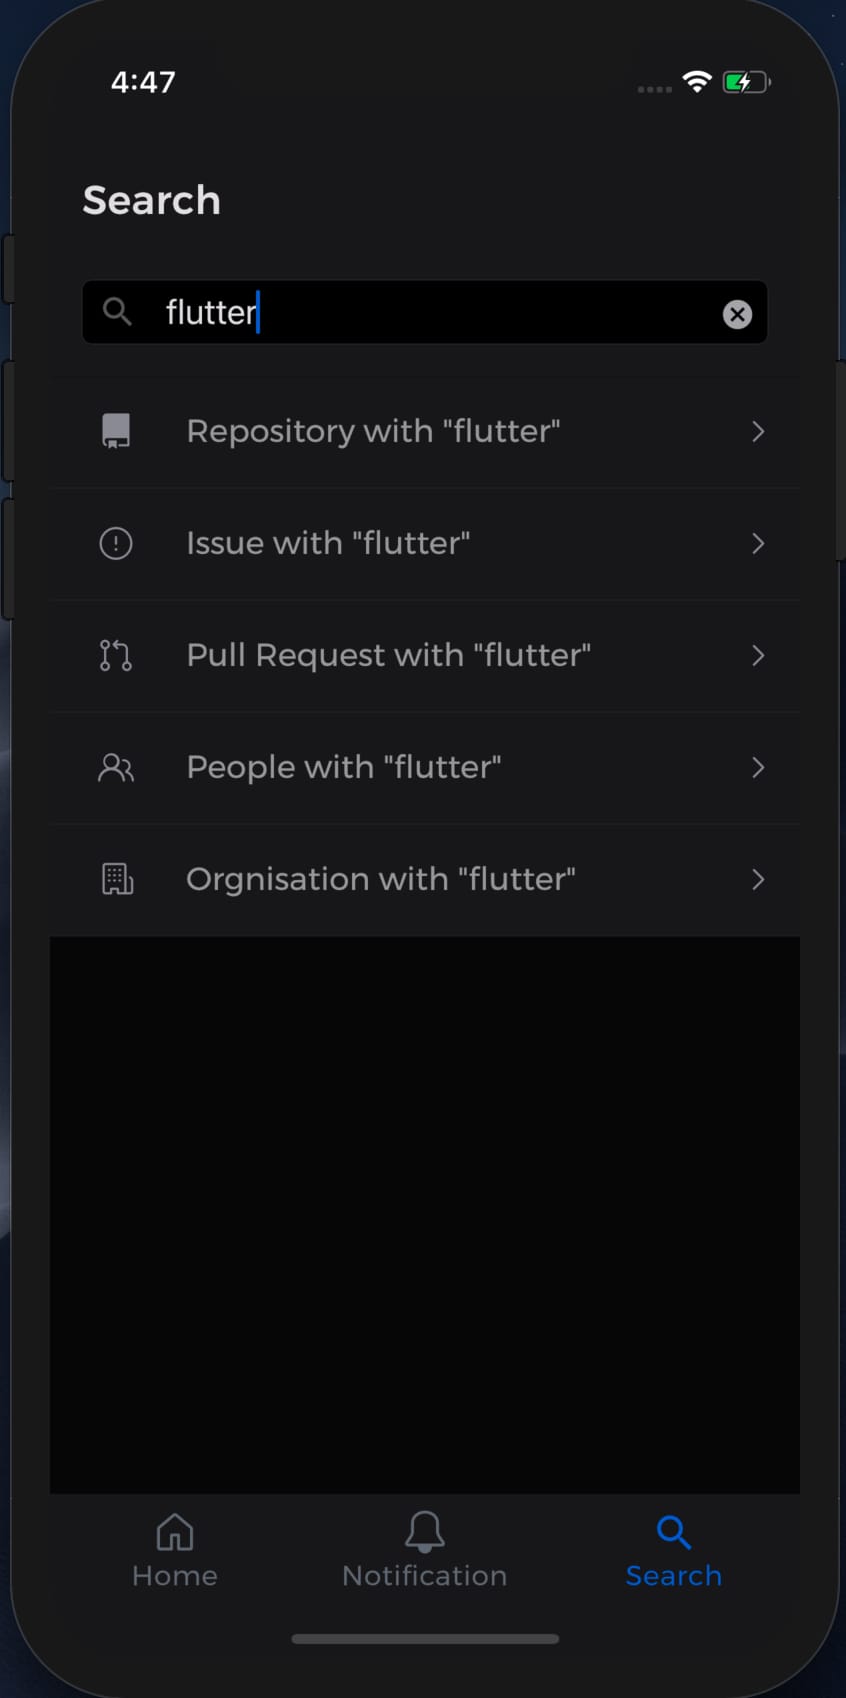 4:47
Search
flutter
Repository with "flutter"
Issue with "flutter"
Pull Request with "flutter"
People with "flutter"
Orgnisation with "flutter"
Home
Notification
Search